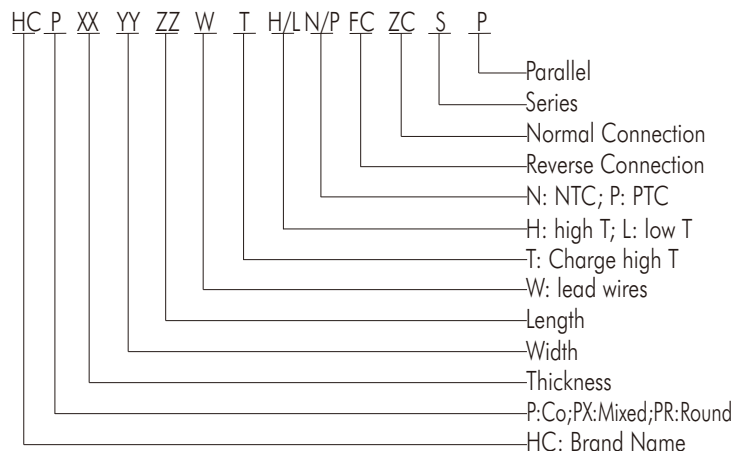 HC P XX YY ZZ W T H/L N/P FC ZC S P
Parallel
Series
Normal Connection
Reverse Connection
N: NTC; P: PTC
H: high T; L: low T
T: Charge high T
W: lead wires
Length
Width
Thickness
P:Co;PX:Mixed;PR:Round
HC: Brand Name